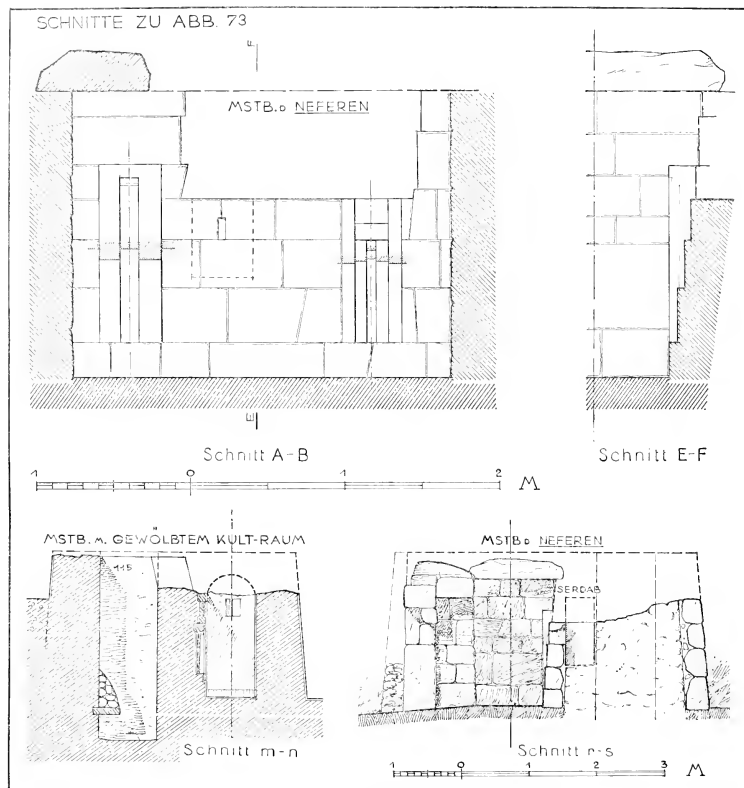 SCHNITTE ZU ABB. 73
F
MSTB.D NEFEREN
E
Schnitt A-B
Schnitt E-F
1 0 1 2 M
MSTB. M. GEWÖLBTEM KULT-RAUM
115
Schnitt m-n
MSTB.D NEFEREN
SERDAB
Schnitt r-s
1 0 1 2 3 M